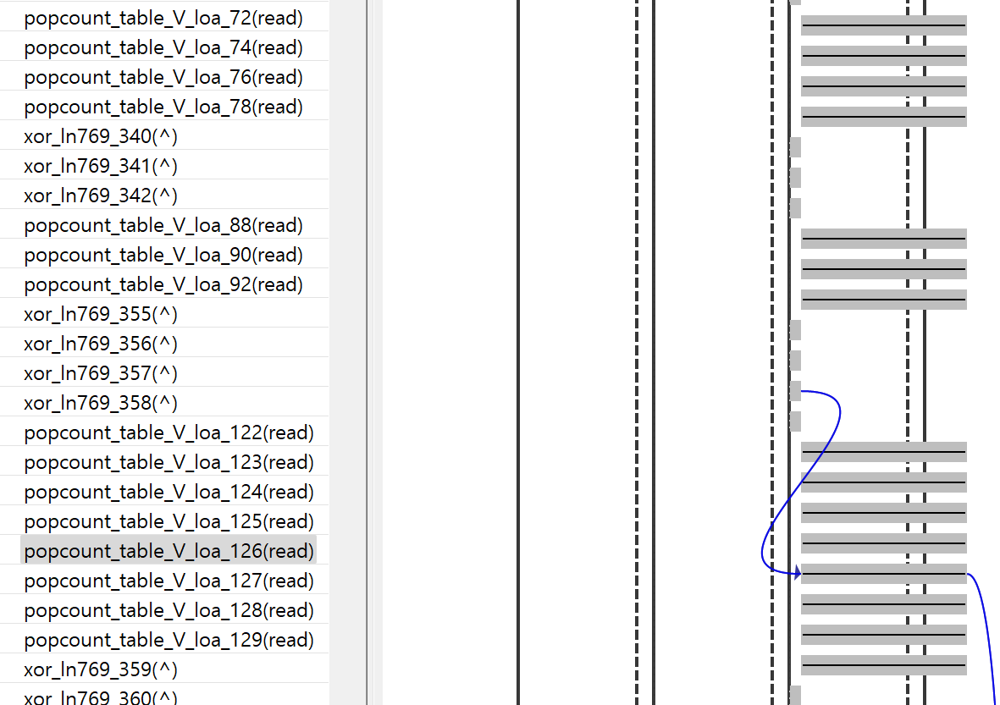 popcount_table_V_loa_72(read)
popcount_table_V_loa_74(read)
popcount_table_V_loa_76(read)
popcount_table_V_loa_78(read)
xor_ln769_340(^)
xor_ln769_341(^)
xor_ln769_342(^)
popcount_table_V_loa_88(read)
popcount_table_V_loa_90(read)
popcount_table_V_loa_92(read)
xor_ln769_355(^)
xor_ln769_356(^)
xor_ln769_357(^)
xor_ln769_358(^)
popcount_table_V_loa_122(read)
popcount_table_V_loa_123(read)
popcount_table_V_loa_124(read)
popcount_table_V_loa_125(read)
popcount_table_V_loa_126(read)
popcount_table_V_loa_127(read)
popcount_table_V_loa_128(read)
popcount_table_V_loa_129(read)
xor_ln769_359(^)
xor_ln769_360(^)